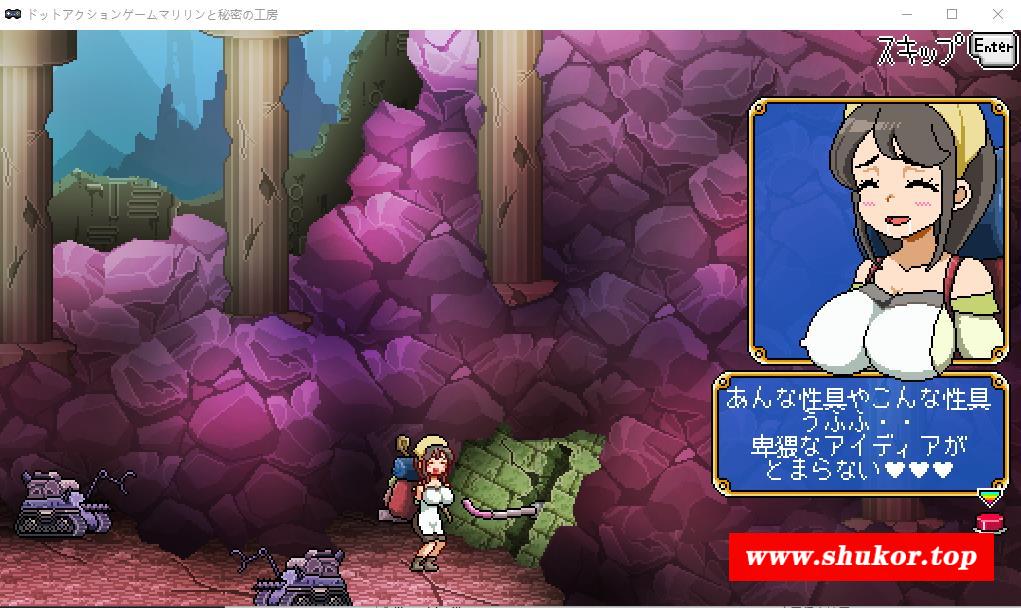 ドットアクションゲームマリリンと秘密の工房
スキップ Enter
あんな性具やこんな性具
うふふ・・
卑猥なアイディアが
とまらない♥♥♥
www.shukor.top